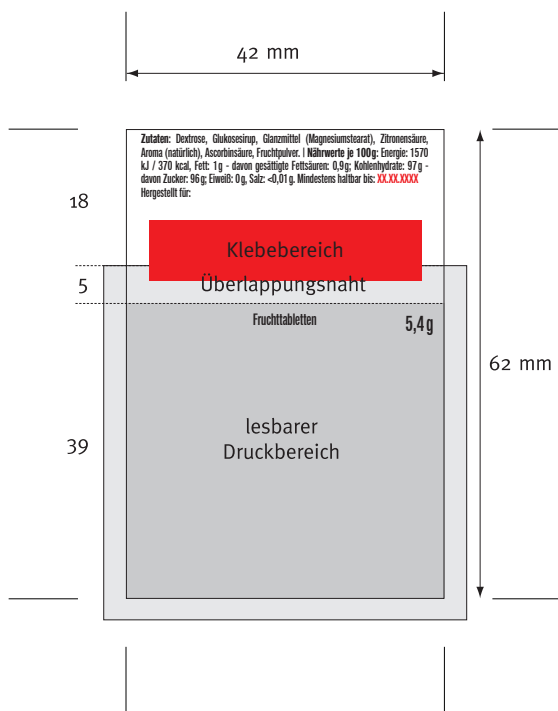 42 mm
Zutaten: Dextrose, Glukosesirup, Glanzmittel (Magnesiumstearat), Zitronensäure,
Aroma (natürlich), Ascorbinsäure, Fruchtpulver. | Nährwerte je 100g: Energie: 1570
kJ / 370 kcal, Fett: 1g - davon gesättigte Fettsäuren: 0,9g; Kohlenhydrate: 97g -
davon Zucker: 96g; Eiweiß: 0g, Salz: <0,01g. Mindestens haltbar bis: XX.XX.XXXX
Hergestellt für:
18
Klebebereich
5
Überlappungsnaht
Fruchttabletten
5,4g
62 mm
39
lesbarer
Druckbereich